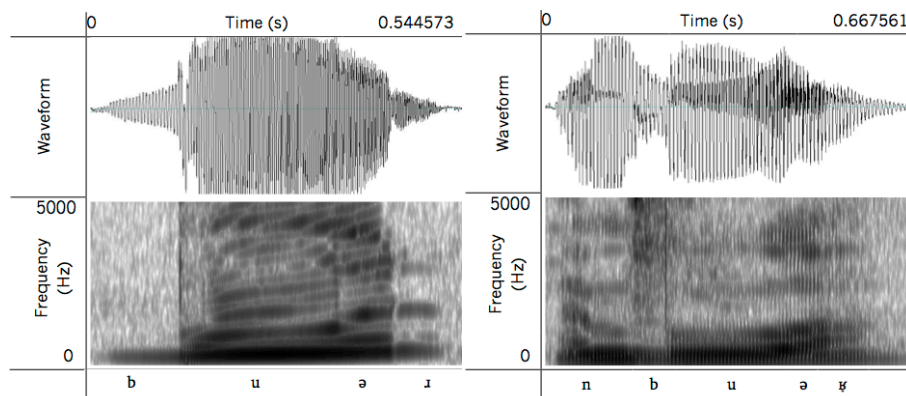 0 Time (s) 0.544573
Waveform
5000
Frequency
(Hz)
0
q u e r
0 Time (s) 0.667561
Waveform
5000
Frequency
(Hz)
0
u q u e